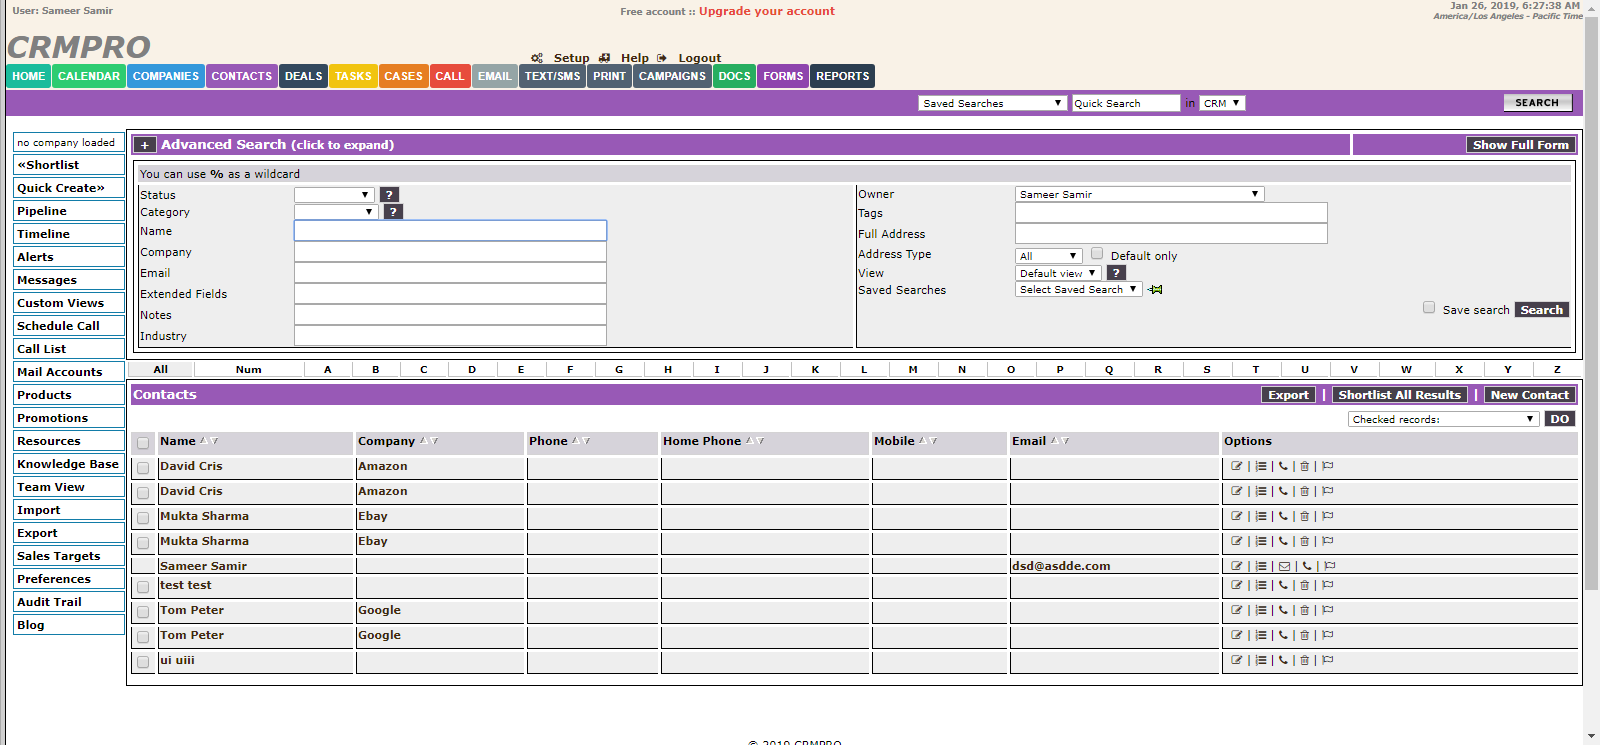 User: Sameer Samir
Free account :: Upgrade your account
Jan 26, 2019, 6:27:38 AM
America/Los Angeles - Pacific Time
CRMPRO
Setup Help Logout
HOME CALENDAR COMPANIES CONTACTS DEALS TASKS CASES CALL EMAIL TEXT/SMS PRINT CAMPAIGNS DOCS FORMS REPORTS
Saved Searches Quick Search in CRM SEARCH
no company loaded
«Shortlist
Quick Create»
Pipeline
Timeline
Alerts
Messages
Custom Views
Schedule Call
Call List
Mail Accounts
Products
Promotions
Resources
Knowledge Base
Team View
Import
Export
Sales Targets
Preferences
Audit Trail
Blog
+ Advanced Search (click to expand) Show Full Form
You can use % as a wildcard
Status ?
Category ?
Name
Company
Email
Extended Fields
Notes
Industry
Owner Sameer Samir
Tags
Full Address
Address Type All Default only
View Default view ?
Saved Searches Select Saved Search
Save search Search
All Num A B C D E F G H I J K L M N O P Q R S T U V W X Y Z
Contacts Export | Shortlist All Results | New Contact
Checked records: DO
Name Company Phone Home Phone Mobile Email Options
David Cris Amazon
David Cris Amazon
Mukta Sharma Ebay
Mukta Sharma Ebay
Sameer Samir dsd@asdde.com
test test
Tom Peter Google
Tom Peter Google
ui uiii
© 2019 CRMPRO